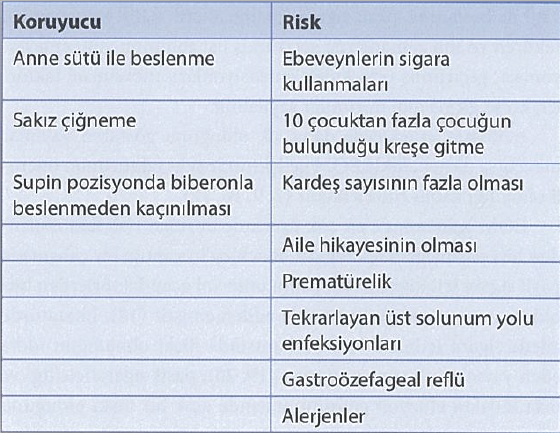 Koruyucu Risk
Anne sütü ile beslenme Ebeveynlerin sigara
kullanmaları
Sakız çiğneme 10 çocuktan fazla çocuğun
bulunduğu kreşe gitme
Supin pozisyonda biberonla Kardeş sayısının fazla olması
beslenmeden kaçınılması
Aile hikayesinin olması
Prematürelik
Tekrarlayan üst solunum yolu
enfeksiyonları
Gastroözefageal reflü
Alerjenler